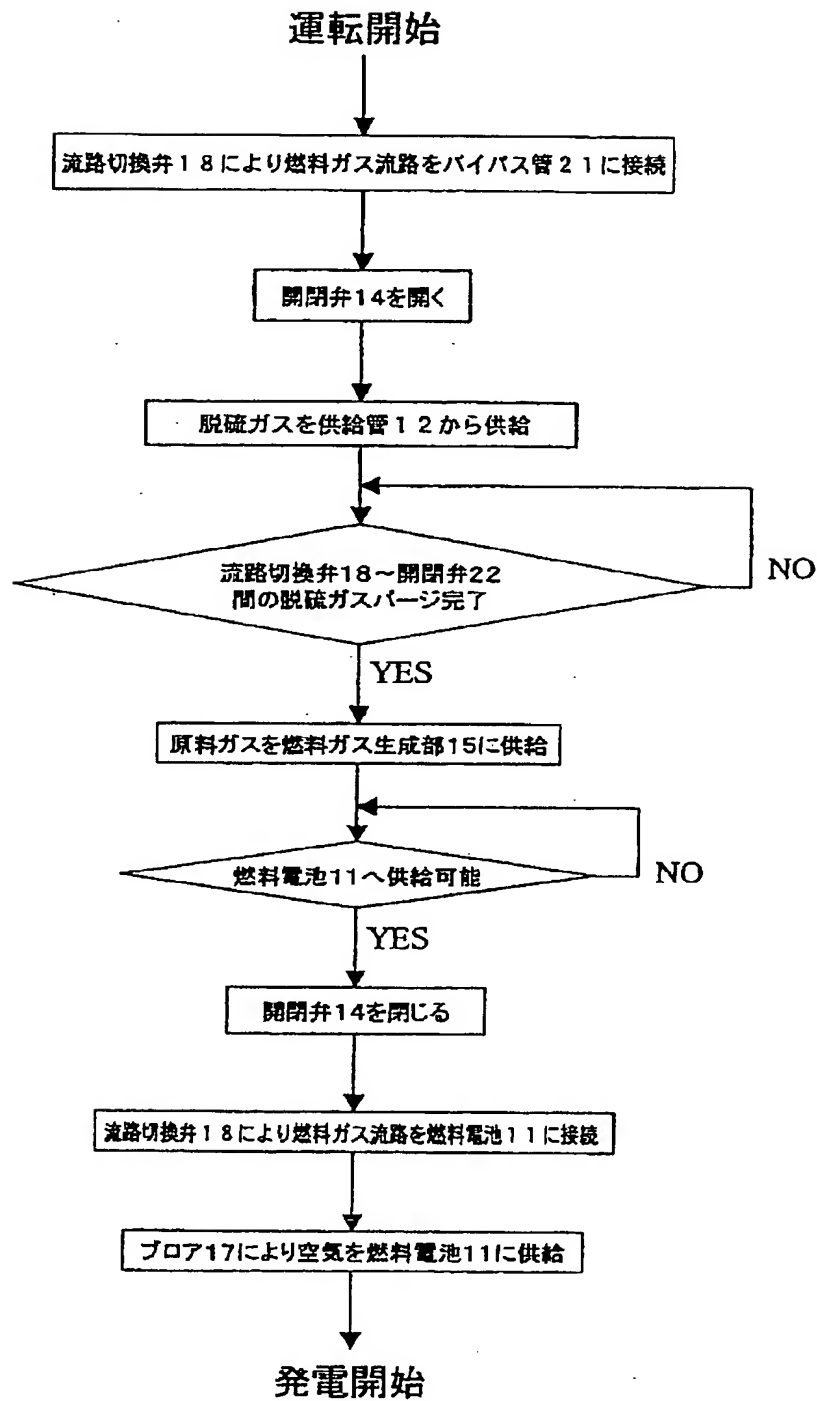 運転開始
流路切換弁18により燃料ガス流路をバイパス管21に接続
開閉弁14を開く
脱硫ガスを供給管12から供給
流路切換弁18～開閉弁22
間の脱硫ガスパージ完了
NO
YES
原料ガスを燃料ガス生成部15に供給
燃料電池11へ供給可能
NO
YES
開閉弁14を閉じる
流路切換弁18により燃料ガス流路を燃料電池11に接続
ブロア17により空気を燃料電池11に供給
発電開始